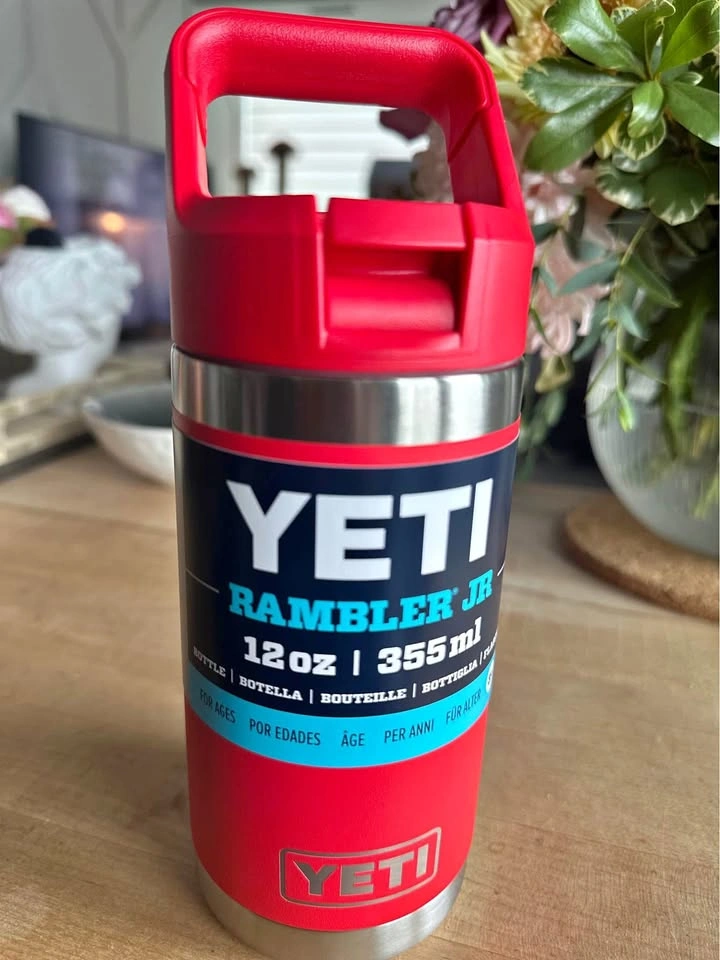 YETI
RAMBLER® JR
12 oz | 355 ml
BOTTLE | BOTELLA | BOUTEILLE | BOTTIGLIA |
FOR AGES POR EDADES ÂGE PER ANNI FÜR ALTER
YETI